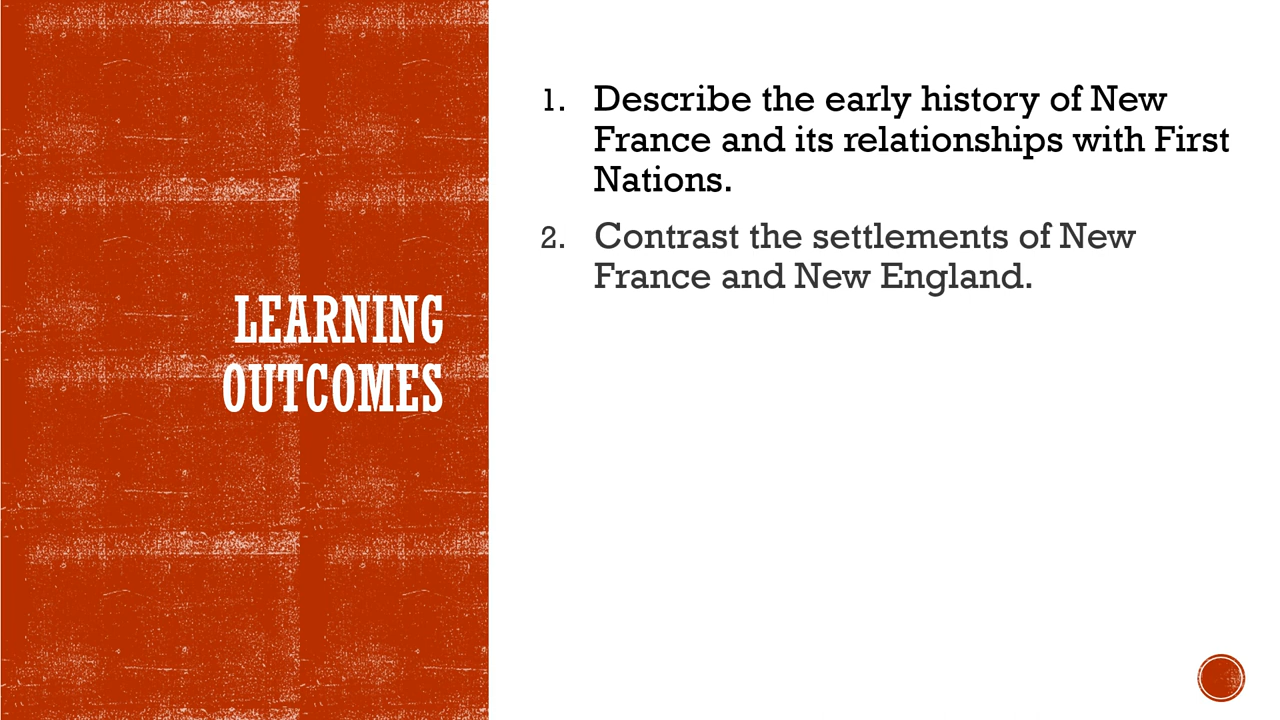 LEARNING
OUTCOMES
1. Describe the early history of New
France and its relationships with First
Nations.
2. Contrast the settlements of New
France and New England.